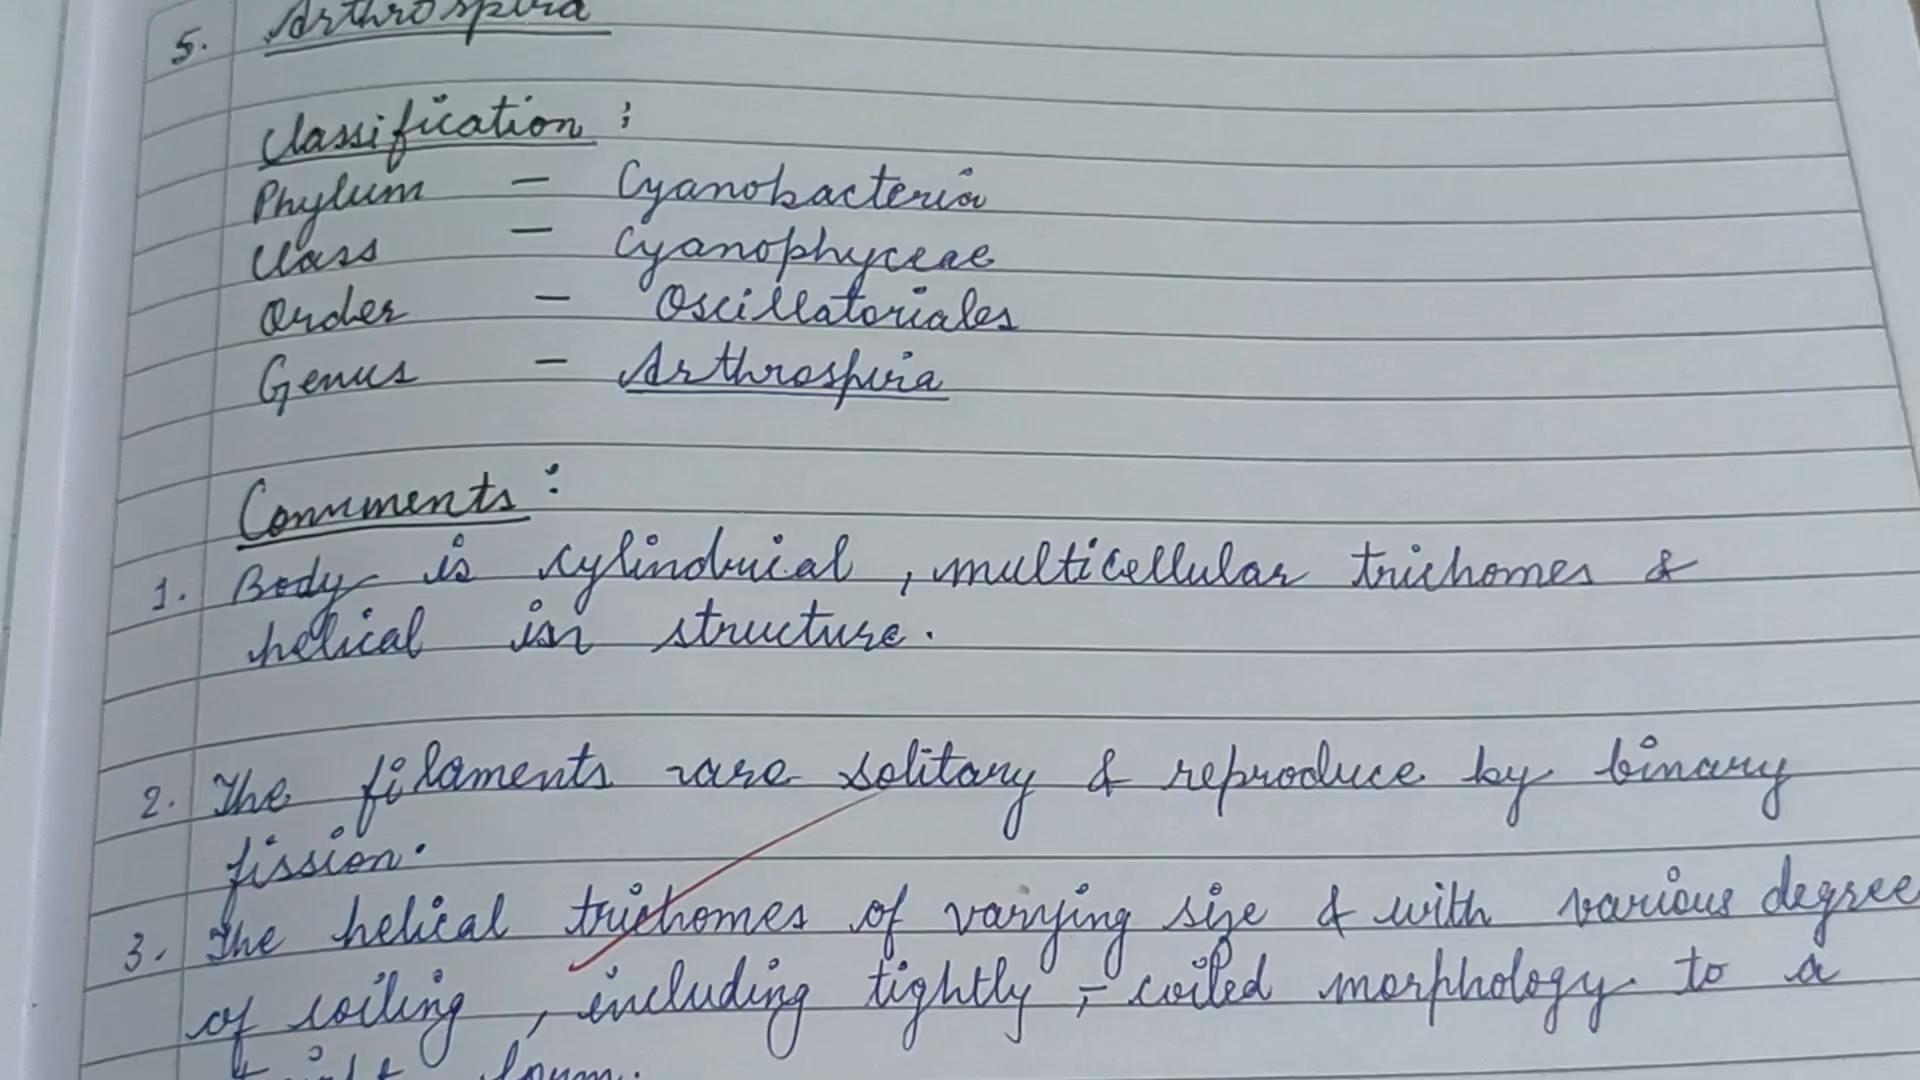 5. Arthrospira
Classification :
Phylum - Cyanobacteria
Class - Cyanophyceae
Order - Oscillatoriales
Genus - Arthrospira
Comments :
1. Body is cylindrical , multicellular trichomes &
helical in structure .
2. The filaments rare solitary & reproduce by binary
fission .
3. The helical trichomes of varying size & with various degree
of coiling , including tightly - coiled morphology to a
form .